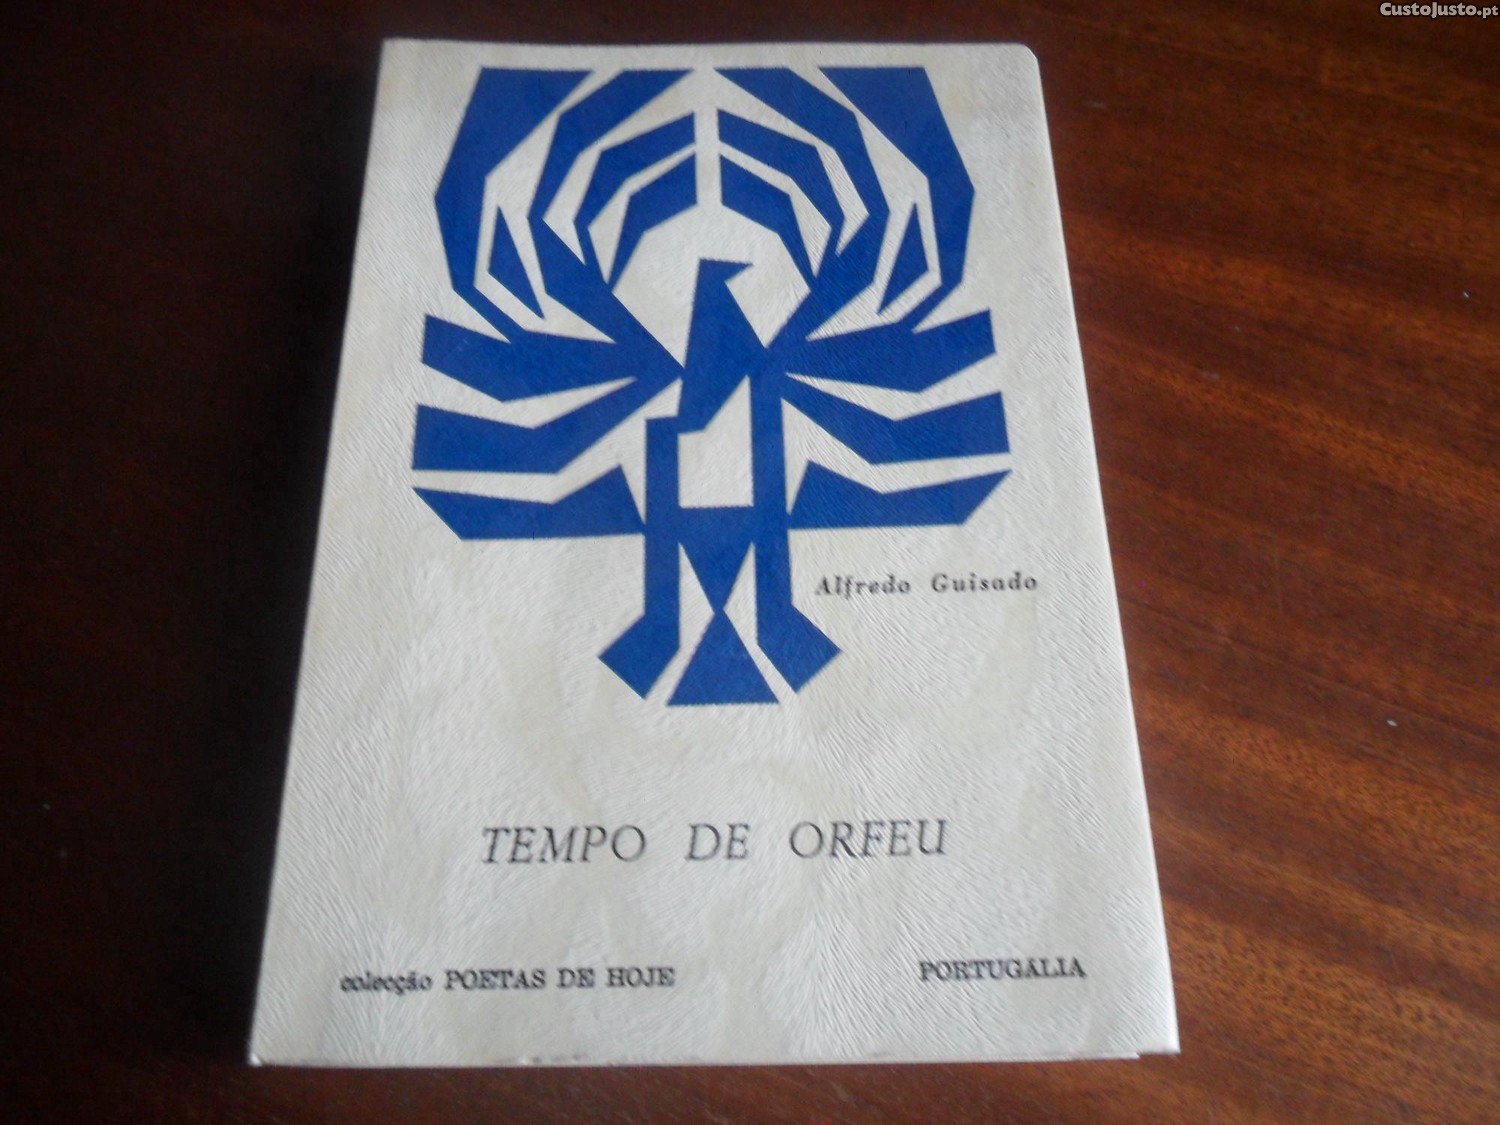 CustoJusto.pt
Alfredo Guisado
TEMPO DE ORFEU
colecção POETAS DE HOJE
PORTUGÁLIA